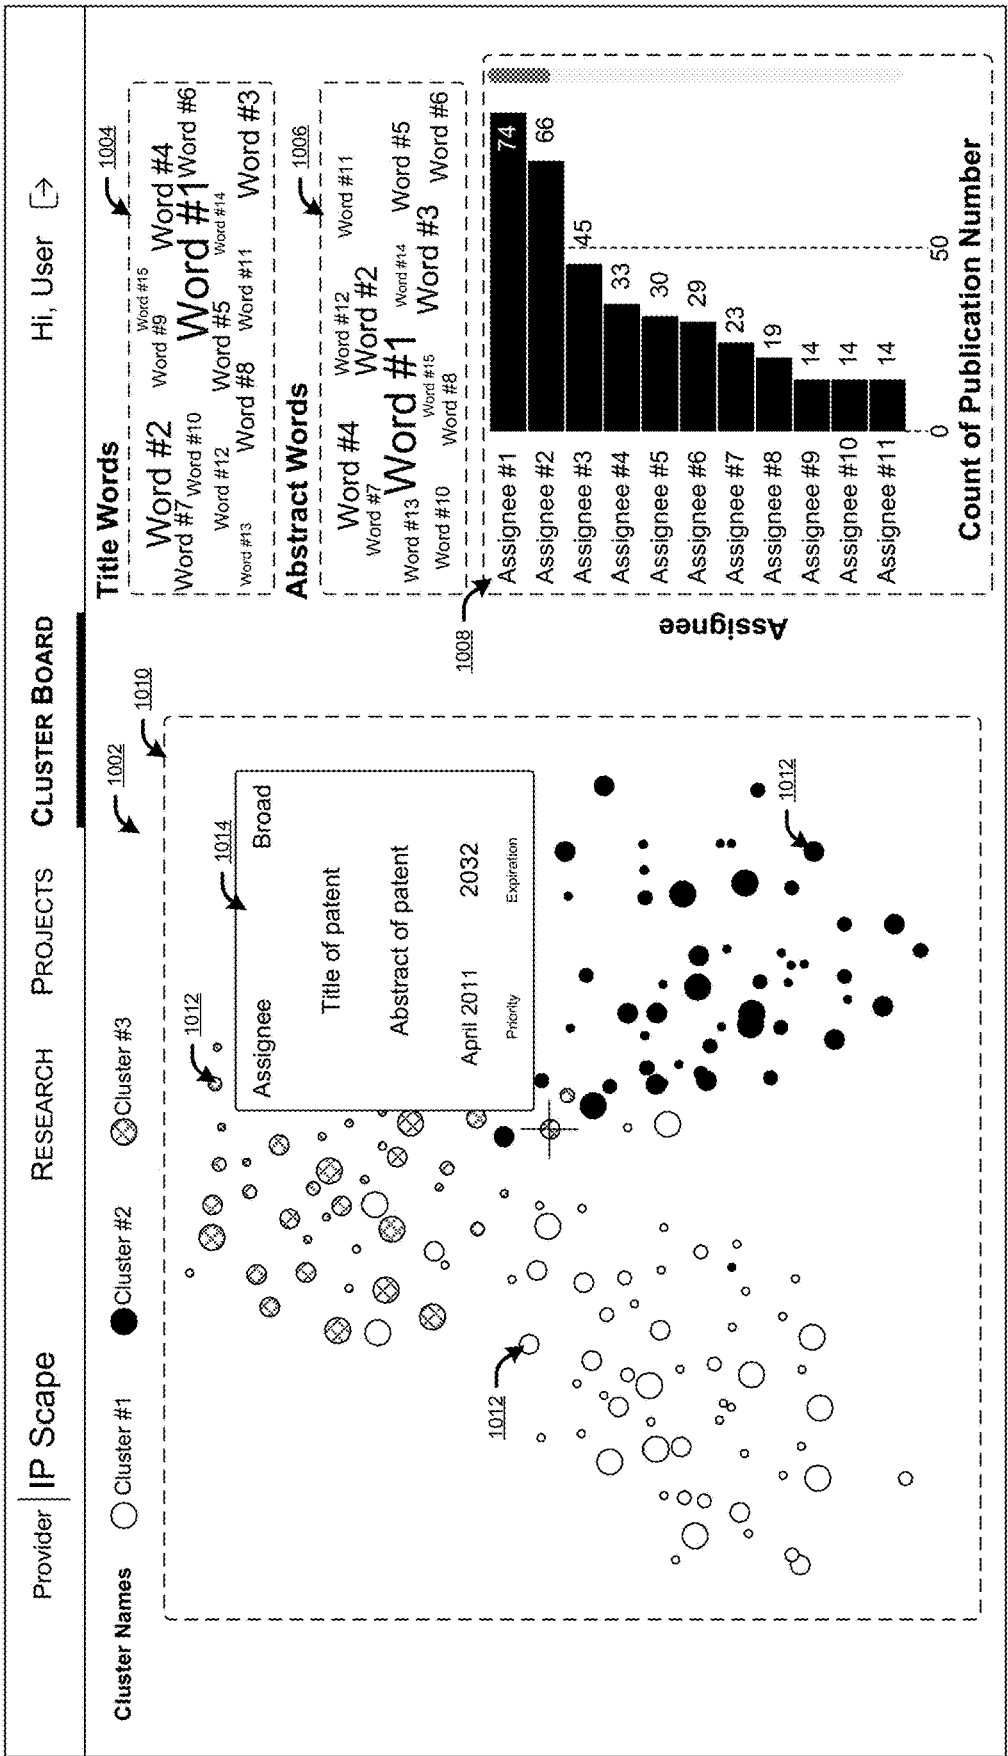 Provider IP Scape RESEARCH PROJECTS CLUSTER BOARD Hi, User
Cluster Names Cluster #1 Cluster #2 Cluster #3
1002
1010
1012
1014
Assignee Broad
Title of patent
Abstract of patent
April 2011 2032
Priority Expiration
1012
1012
Title Words
1004
Word #15
Word #2
Word #9
Word #4
Word #7
Word #10
Word #1
Word #6
Word #12
Word #5
Word #14
Word #13
Word #8
Word #11
Word #3
Abstract Words
1006
Word #4
Word #12
Word #11
Word #7
Word #2
Word #13
Word #1
Word #14
Word #5
Word #15
Word #3
Word #10
Word #8
Word #6
1008
Assignee
Assignee #1 74
Assignee #2 66
Assignee #3 45
Assignee #4 33
Assignee #5 30
Assignee #6 29
Assignee #7 23
Assignee #8 19
Assignee #9 14
Assignee #10 14
Assignee #11 14
0 50
Count of Publication Number